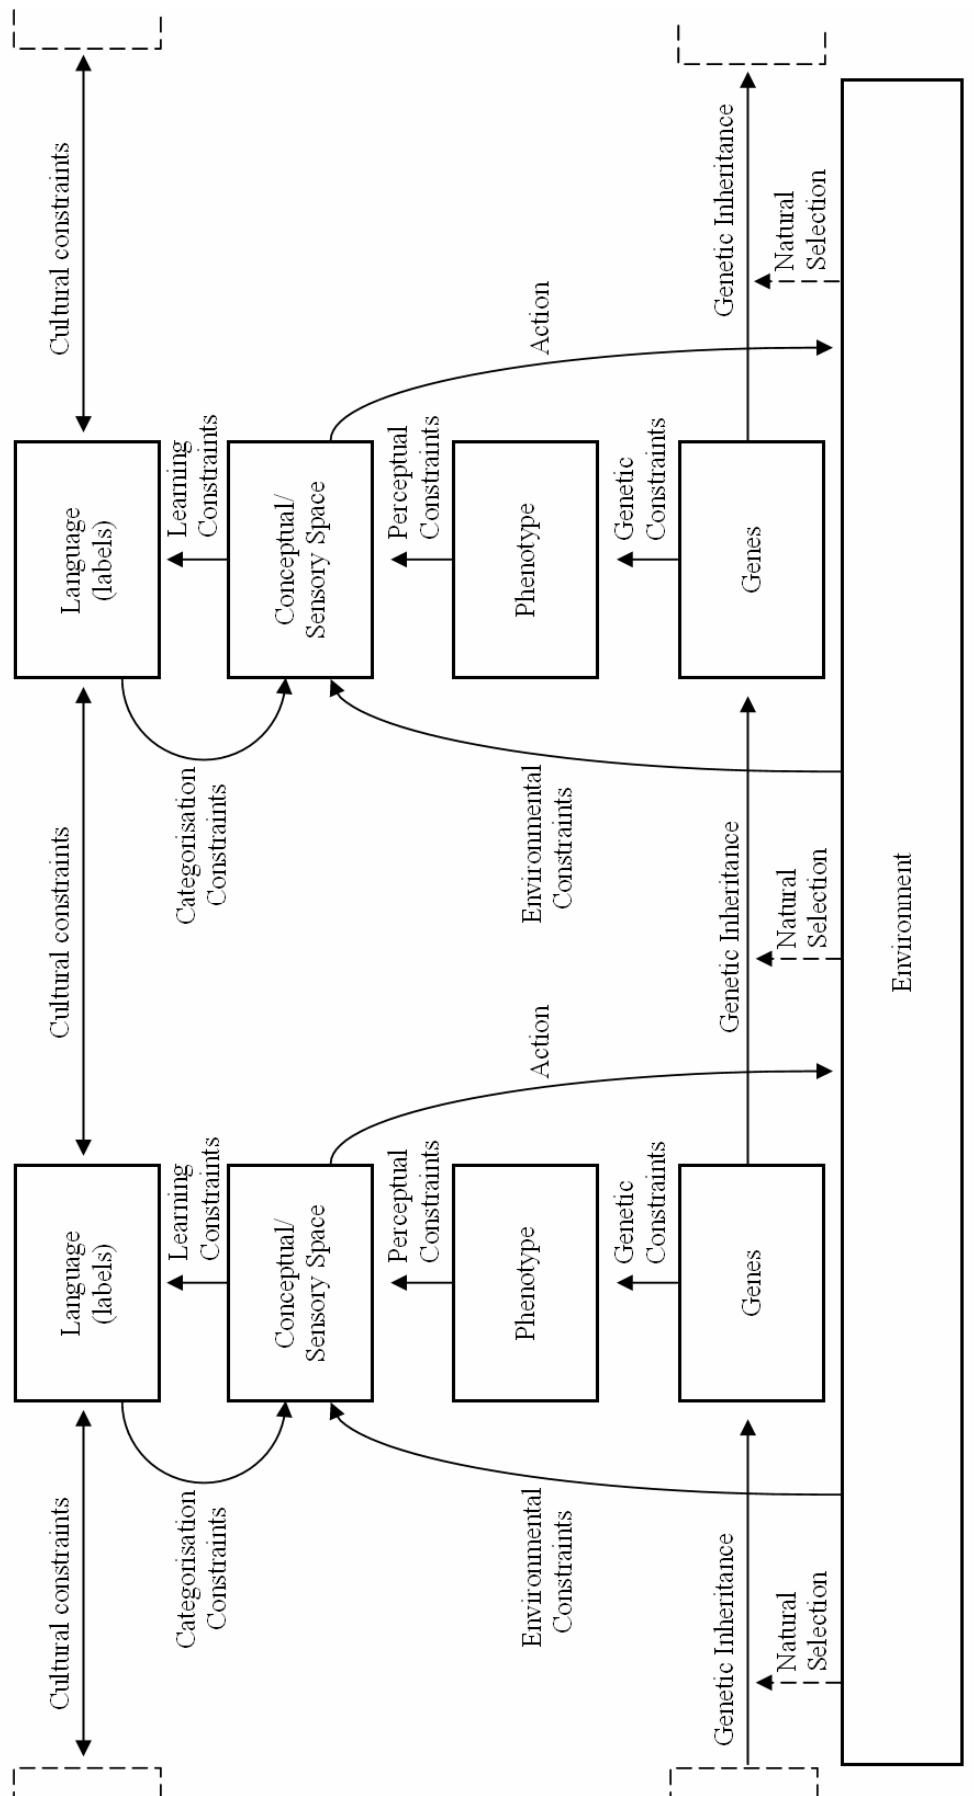 Cultural constraints
Cultural constraints
Cultural constraints
Language
(labels)
Language
(labels)
Categorisation
Constraints
Learning
Constraints
Categorisation
Constraints
Learning
Constraints
Conceptual/
Sensory Space
Conceptual/
Sensory Space
Perceptual
Constraints
Perceptual
Constraints
Environmental
Constraints
Phenotype
Action
Environmental
Constraints
Phenotype
Action
Genetic
Constraints
Genetic
Constraints
Genetic Inheritance
Genes
Genetic Inheritance
Genes
Genetic Inheritance
Natural
Selection
Natural
Selection
Natural
Selection
Environment